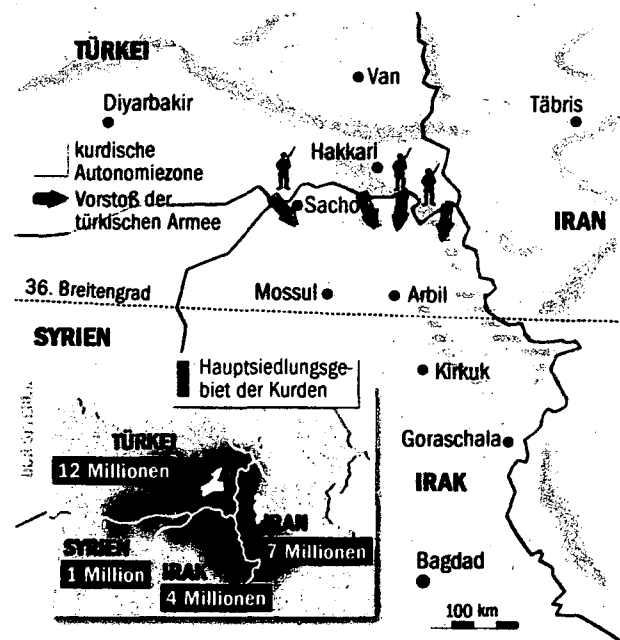 TÜRKEI
Van
Diyarbakir
Täbris
kurdische
Autonomiezone
Hakkari
Vorstoß der
türkischen Armee
Sacho
IRAN
36. Breitengrad
Mossul
Arbil
SYRIEN
Hauptsiedlungsge-
biet der Kurden
Kirkuk
TÜRKEI
12 Millionen
Goraschala
IRAK
IRAN
7 Millionen
SYRIEN
1 Million
IRAK
4 Millionen
Bagdad
100 km